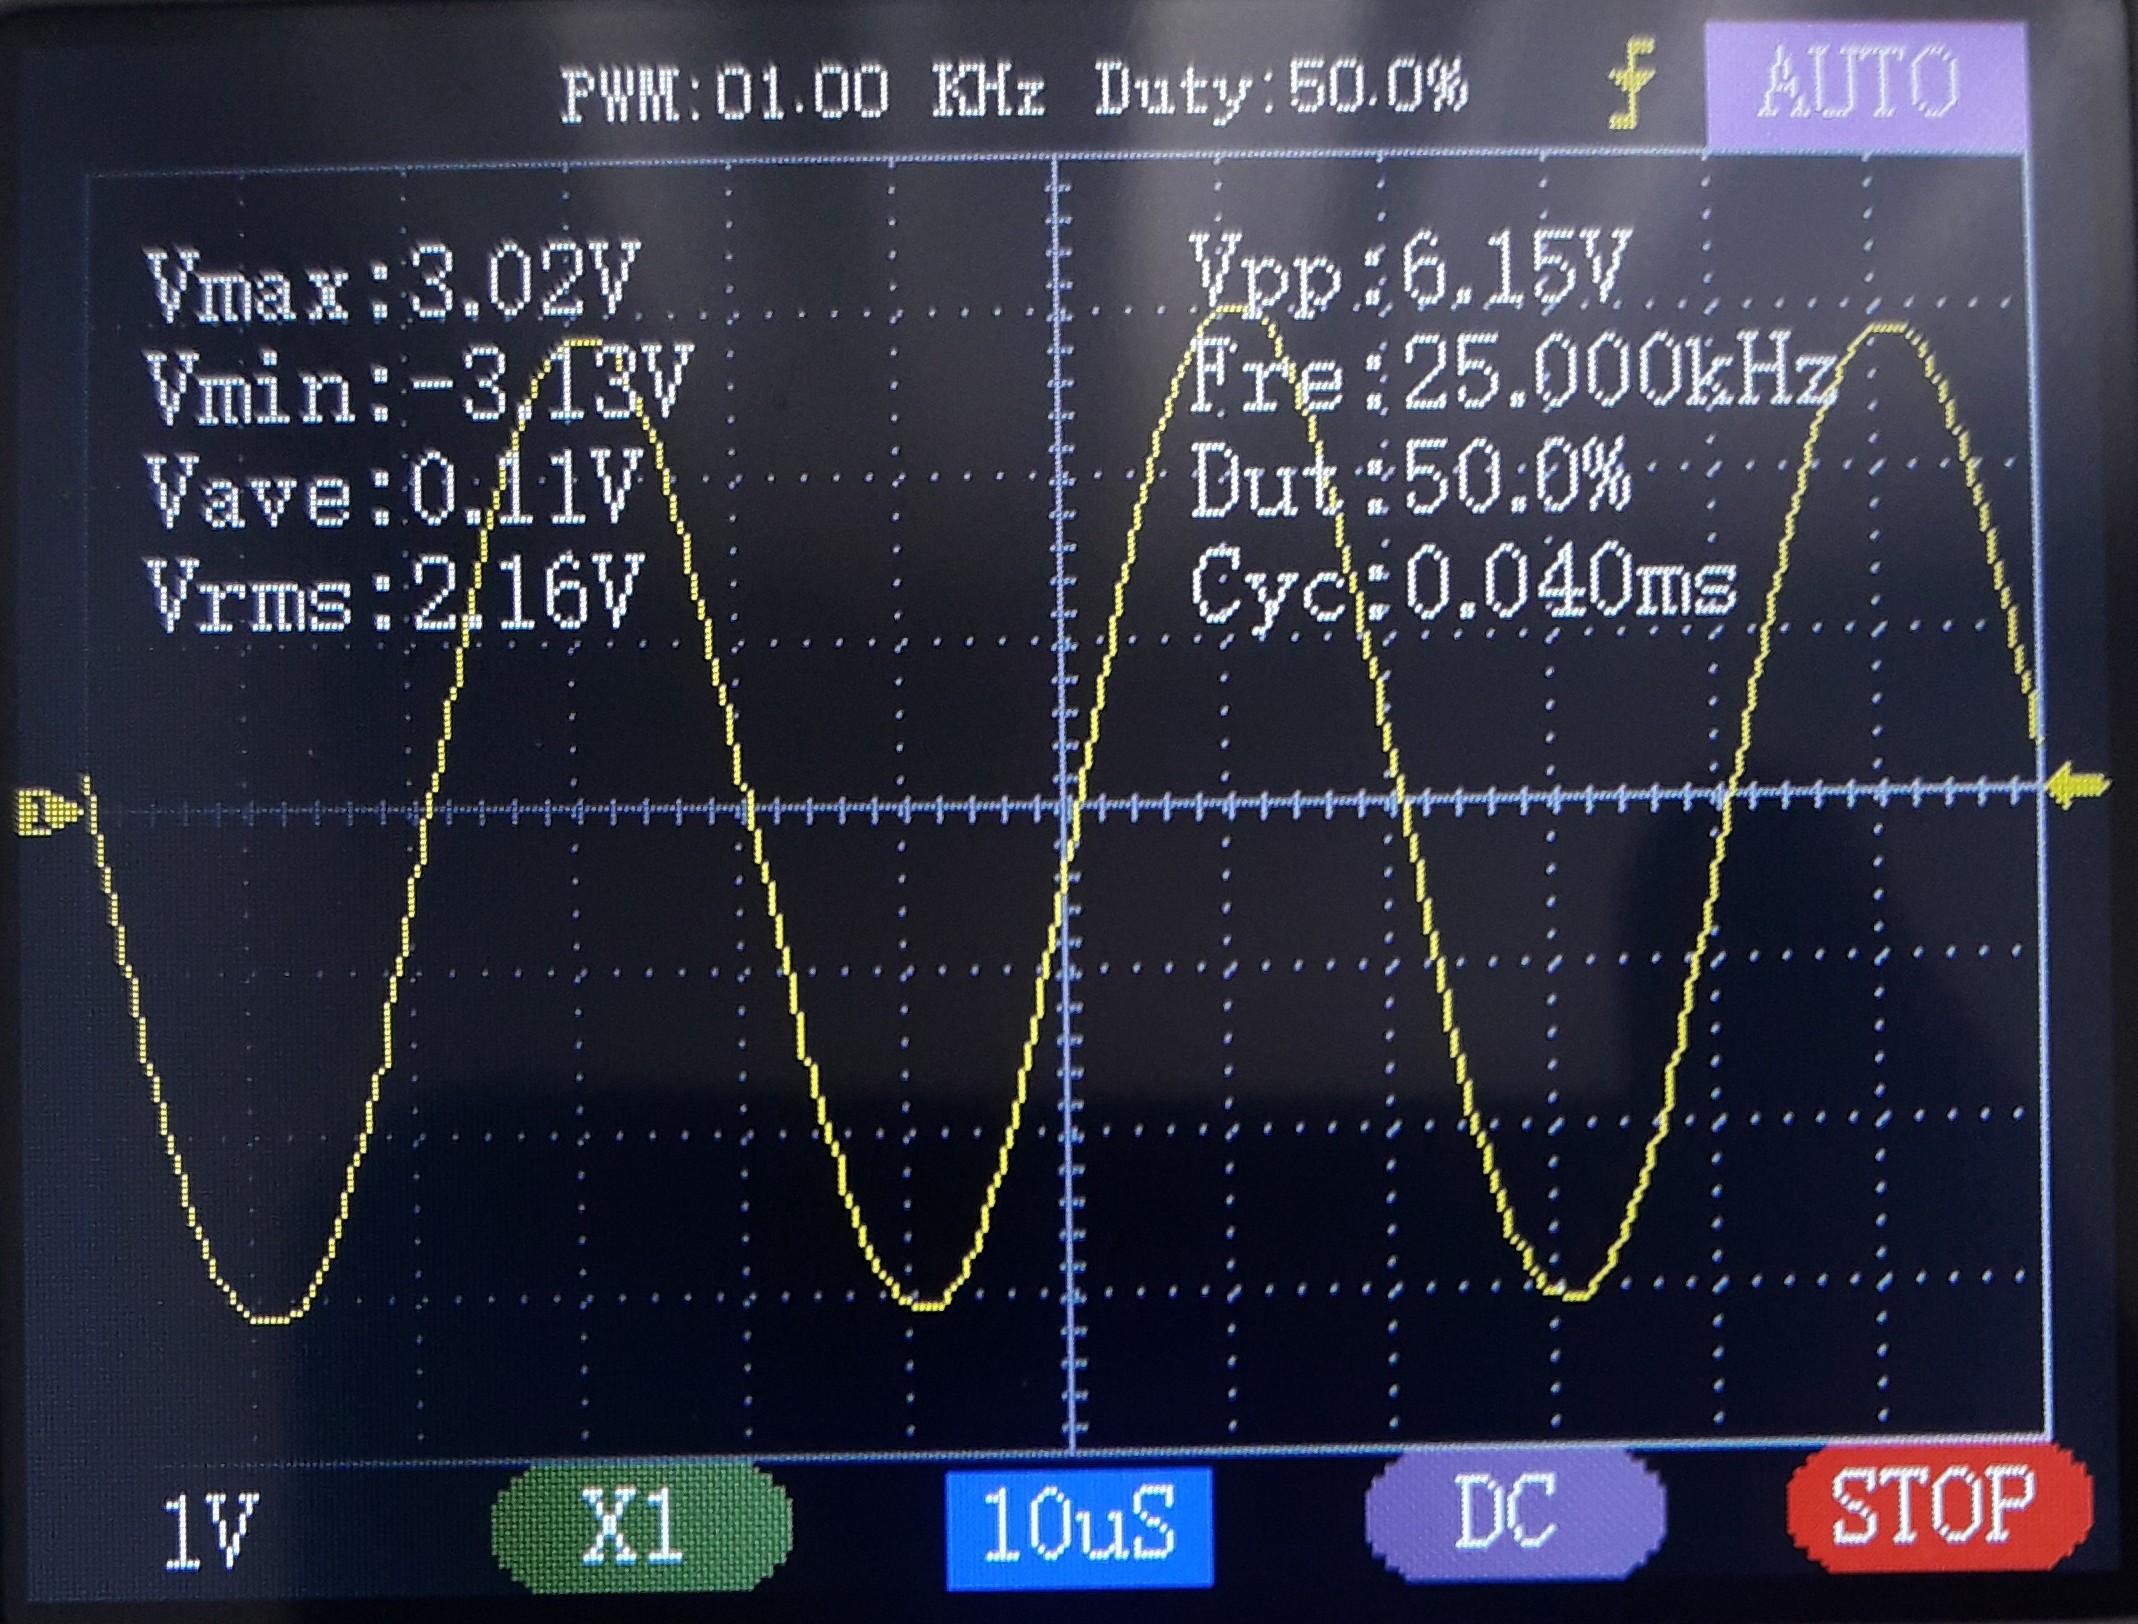 PWM:01.00 KHz Duty:50.0% AUTO
Vmax:3.02V Vpp:6.15V
Vmin:-3.13V Fre:25.000kHz
Vave:0.11V Dut:50.0%
Vrms:2.16V Cyc:0.040ms
1
1V X1 10uS DC STOP